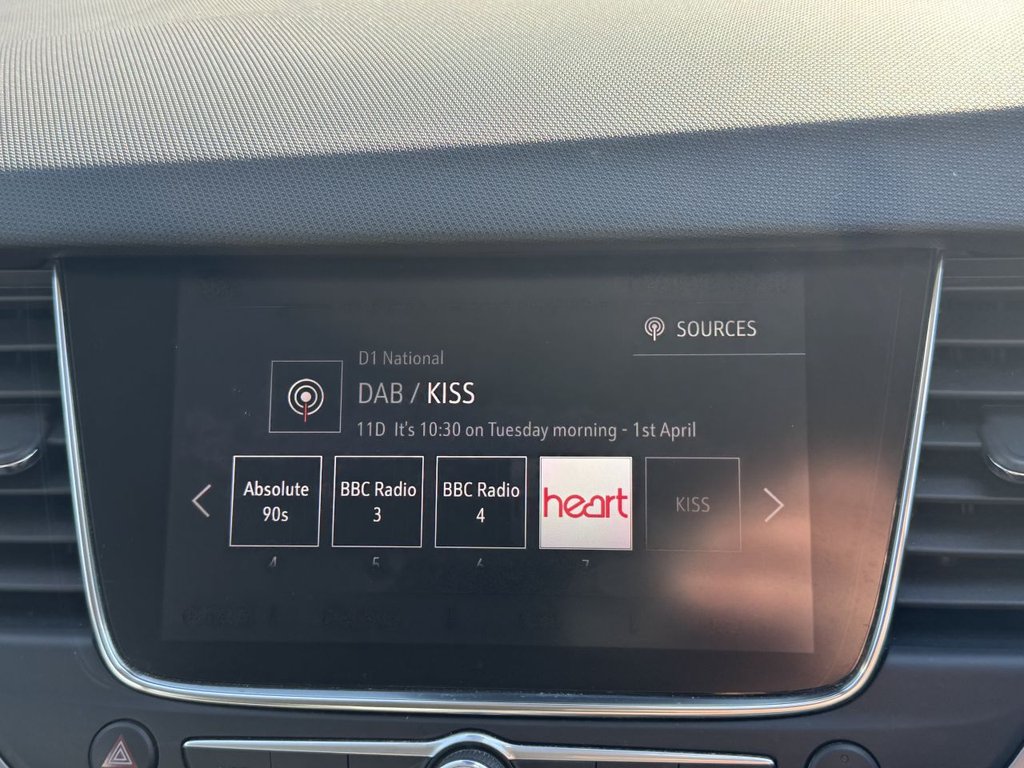 SOURCES
D1 National
DAB / KISS
11D It's 10:30 on Tuesday morning - 1st April
Absolute
90s
BBC Radio
3
BBC Radio
4
heart
KISS
4 5 6 7